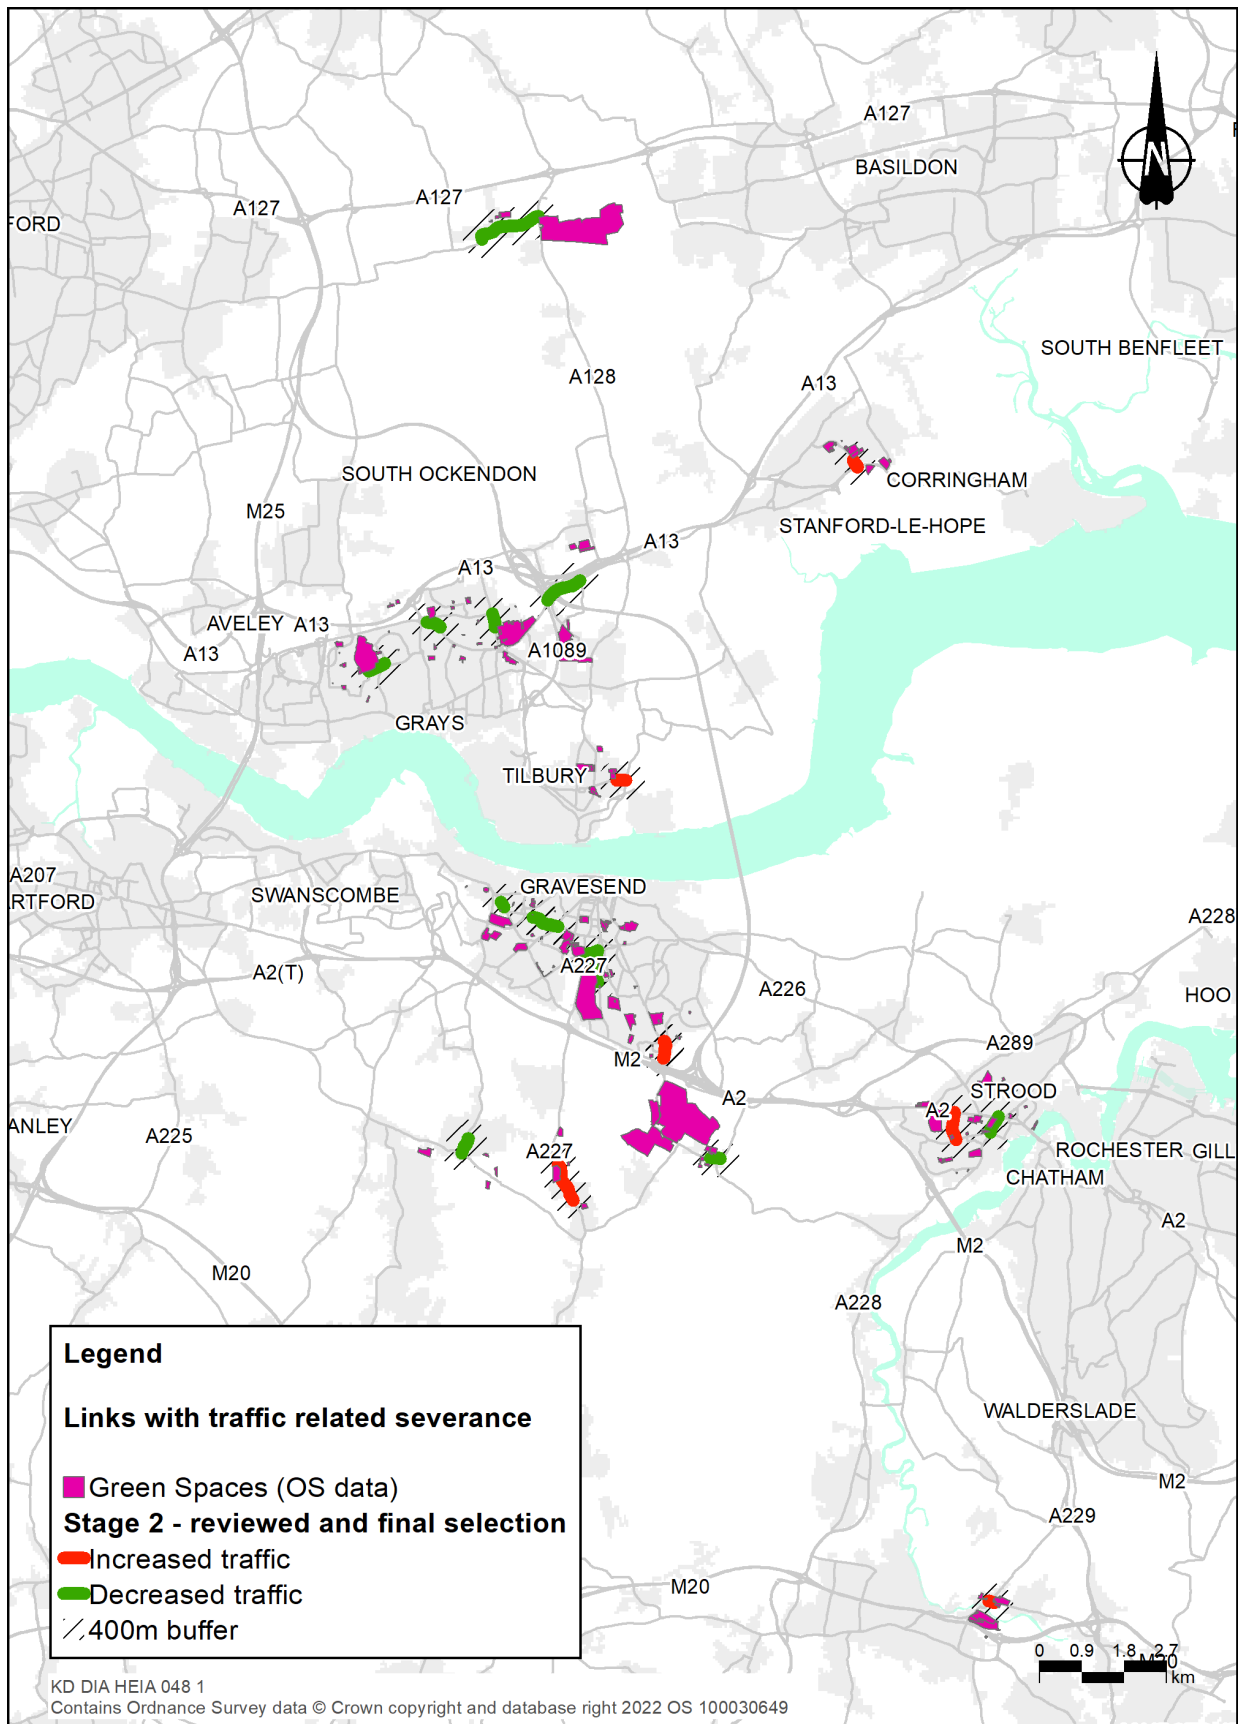 A127
BASILDON
A127
A127
FORD
N
SOUTH BENFLEET
A128
A13
SOUTH OCKENDON
CORRINGHAM
M25
STANFORD-LE-HOPE
A13
A13
AVELEY
A13
A13
A1089
GRAYS
TILBURY
A207
GRAVESEND
SWANSCOMBE
RTFORD
A228
A227
A2(T)
A226
HOO
A289
M2
STROOD
A2
A2
ANLEY
A225
A227
ROCHESTER
GILL
CHATHAM
A2
M2
M20
A228
WALDERSLADE
M2
A229
M20
M20
0 0.9 1.8 2.7
km
Legend
Links with traffic related severance
Green Spaces (OS data)
Stage 2 - reviewed and final selection
Increased traffic
Decreased traffic
400m buffer
KD DIA HEIA 048 1
Contains Ordnance Survey data © Crown copyright and database right 2022 OS 100030649